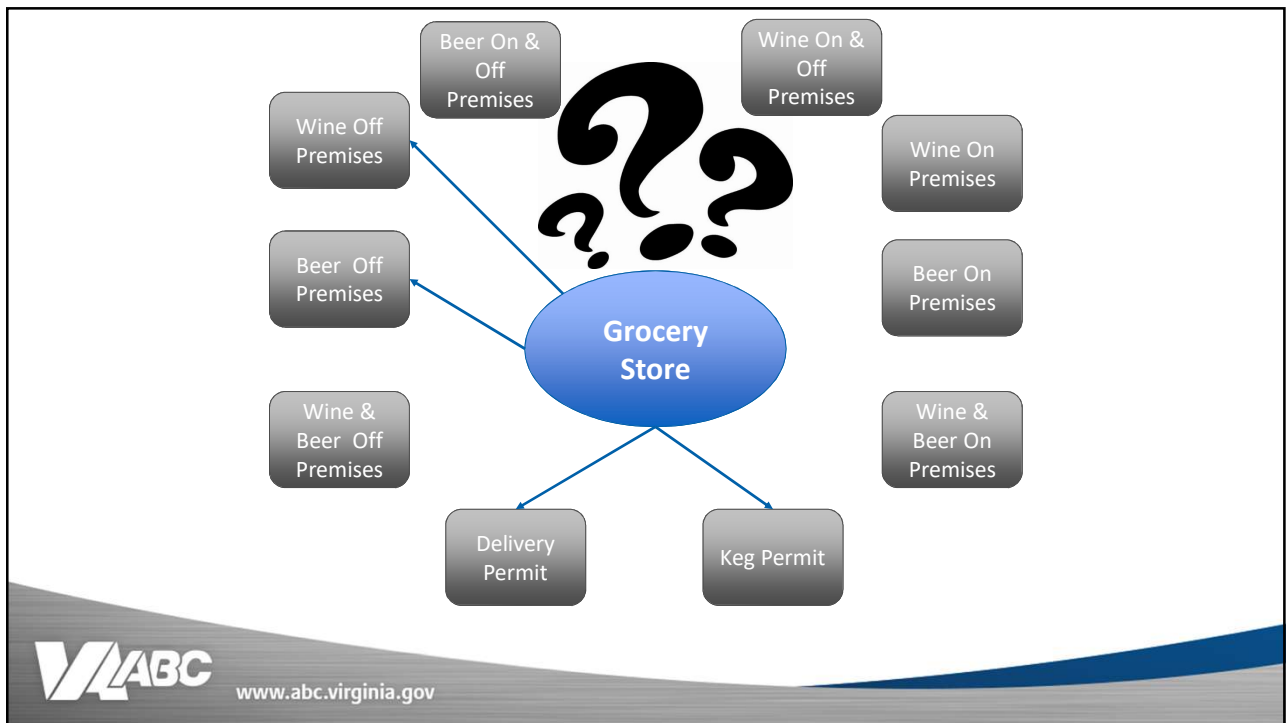 Beer On &
Off
Premises
Wine On &
Off
Premises
Wine Off
Premises
Wine On
Premises
Beer Off
Premises
Beer On
Premises
Grocery
Store
Wine &
Beer Off
Premises
Wine &
Beer On
Premises
Delivery
Permit
Keg Permit
???
VA ABC
www.abc.virginia.gov